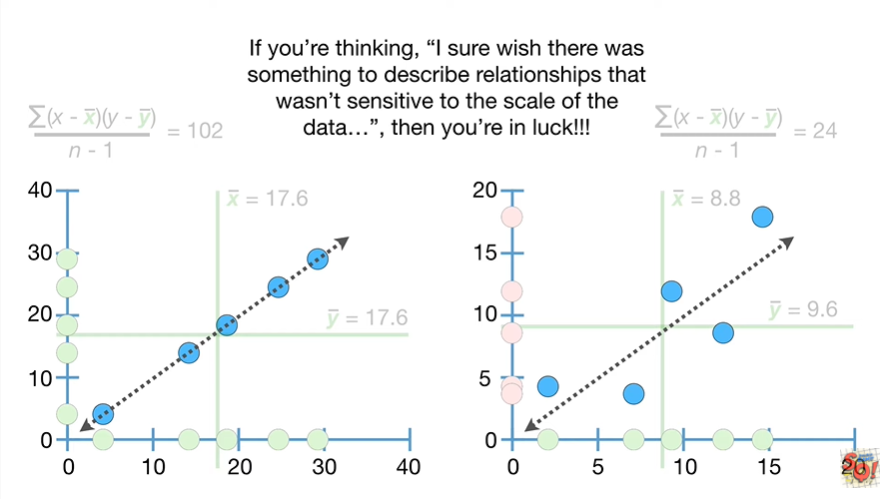 If you’re thinking, “I sure wish there was
something to describe relationships that
wasn’t sensitive to the scale of the
data…”, then you’re in luck!!!
∑(x - x̅)(y - y̅)
n - 1
= 102
∑(x - x̅)(y - y̅)
n - 1
= 24
40
30
20
10
0
x̅ = 17.6
y̅ = 17.6
0 10 20 30 40
20
15
10
5
0
x̅ = 8.8
y̅ = 9.6
0 5 10 15